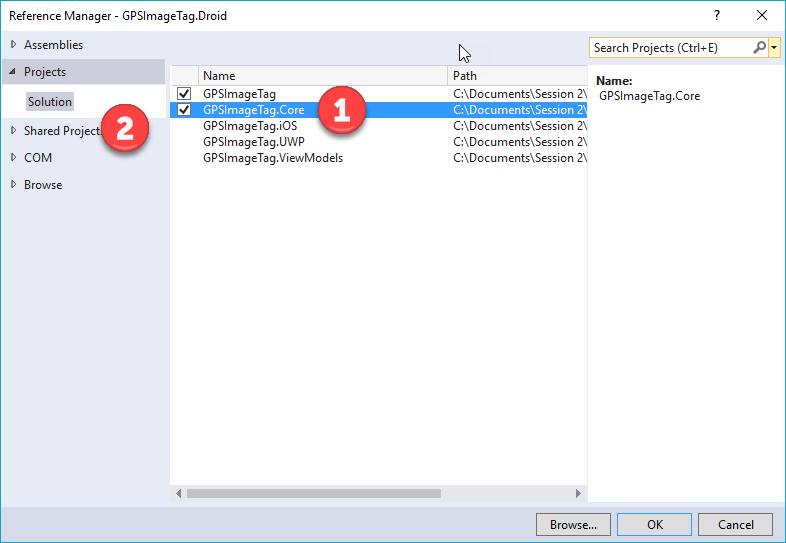 Reference Manager - GPSImageTag.Droid
?
Assemblies
Projects
Solution
Shared Project
COM
Browse
2
Name Path
GPSImageTag C:\Documents\Session 2\
GPSImageTag.Core C:\Documents\Session 2\
GPSImageTag.iOS C:\Documents\Session 2\
GPSImageTag.UWP C:\Documents\Session 2\
GPSImageTag.ViewModels C:\Documents\Session 2\
1
Search Projects (Ctrl+E)
Name:
GPSImageTag.Core
Browse... OK Cancel